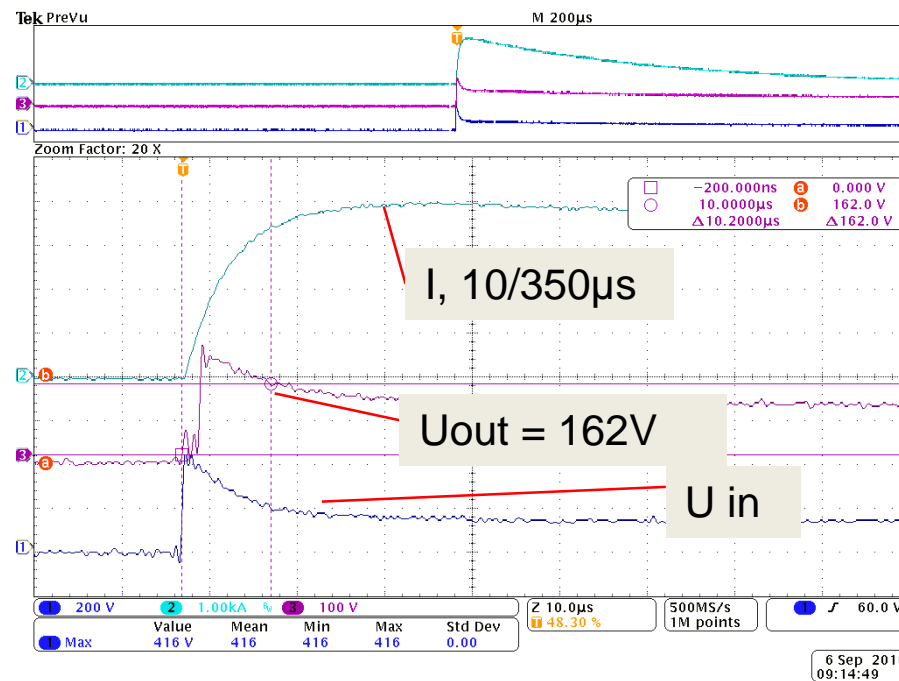 Tek PreVu M 200µs
T
2
3
1
Zoom Factor: 20 X
T
−200.000ns a 0.000 V
10.0000µs b 162.0 V
Δ10.2000µs Δ162.0 V
I, 10/350µs
2 b
Uout = 162V
3 a
U in
1
1 200 V 2 1.00kA 3 100 V
Z 10.0µs
T 48.30 %
500MS/s
1M points
1 60.0 V
Value Mean Min Max Std Dev
1 Max 416 V 416 416 416 0.00
6 Sep 201
09:14:49